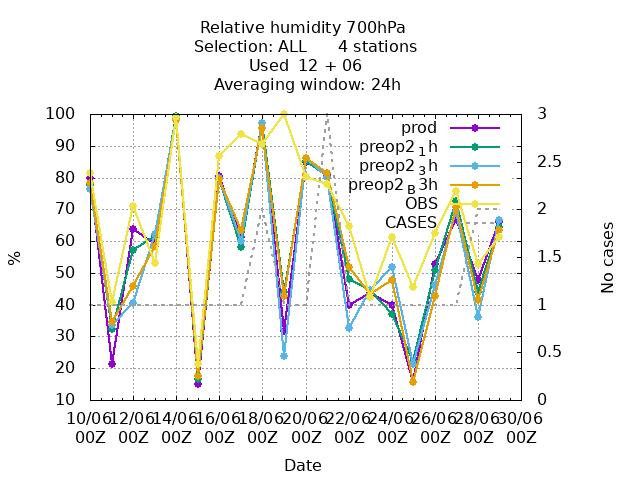 Relative humidity 700hPa
Selection: ALL      4 stations
Used  12 + 06
Averaging window: 24h
100 3
prod
90
preop2 1h
80 2.5
preop2 3h
preop2 B3h
70 2
OBS
CASES
60 1.5
% No cases
50
40 1
30
20 0.5
10 0
10/06 12/06 14/06 16/06 18/06 20/06 22/06 24/06 26/06 28/06 30/06
00Z 00Z 00Z 00Z 00Z 00Z 00Z 00Z 00Z 00Z 00Z
Date